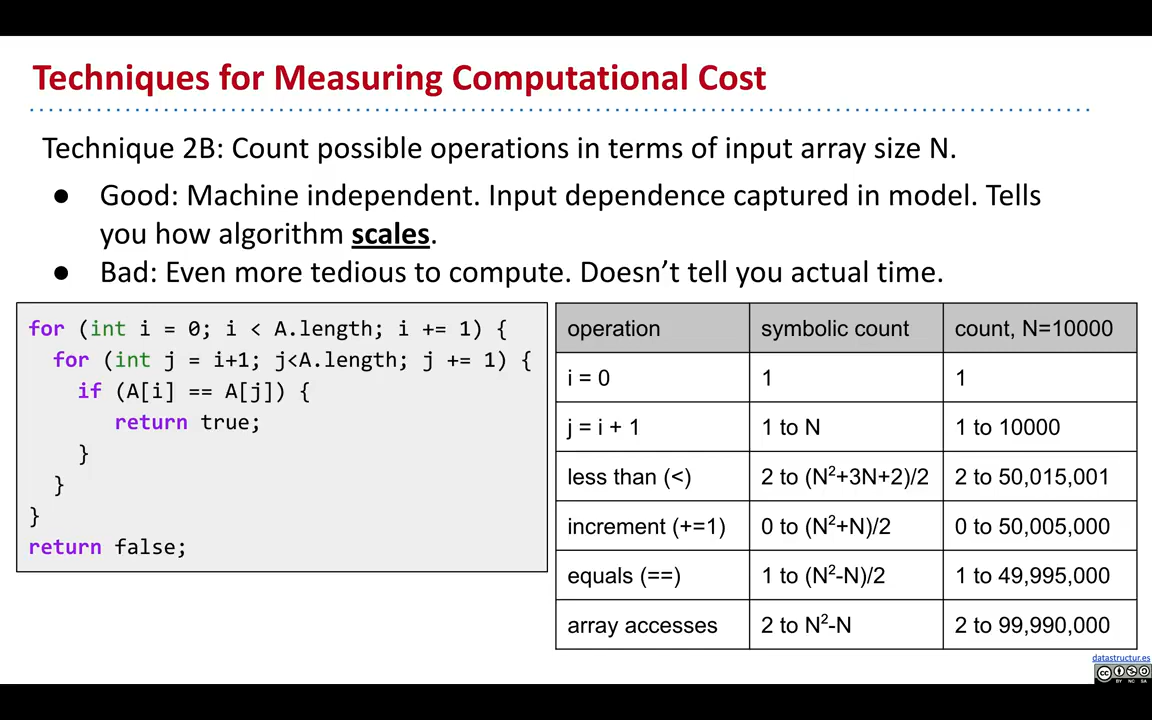 Techniques for Measuring Computational Cost
Technique 2B: Count possible operations in terms of input array size N.
● Good: Machine independent. Input dependence captured in model. Tells
you how algorithm scales.
● Bad: Even more tedious to compute. Doesn’t tell you actual time.
for (int i = 0; i < A.length; i += 1) {
for (int j = i+1; j<A.length; j += 1) {
if (A[i] == A[j]) {
return true;
}
}
}
return false;
operation symbolic count count, N=10000
i = 0 1 1
j = i + 1 1 to N 1 to 10000
less than (<) 2 to (N²+3N+2)/2 2 to 50,015,001
increment (+=1) 0 to (N²+N)/2 0 to 50,005,000
equals (==) 1 to (N²-N)/2 1 to 49,995,000
array accesses 2 to N²-N 2 to 99,990,000
datastructur.es
CC BY NC SA